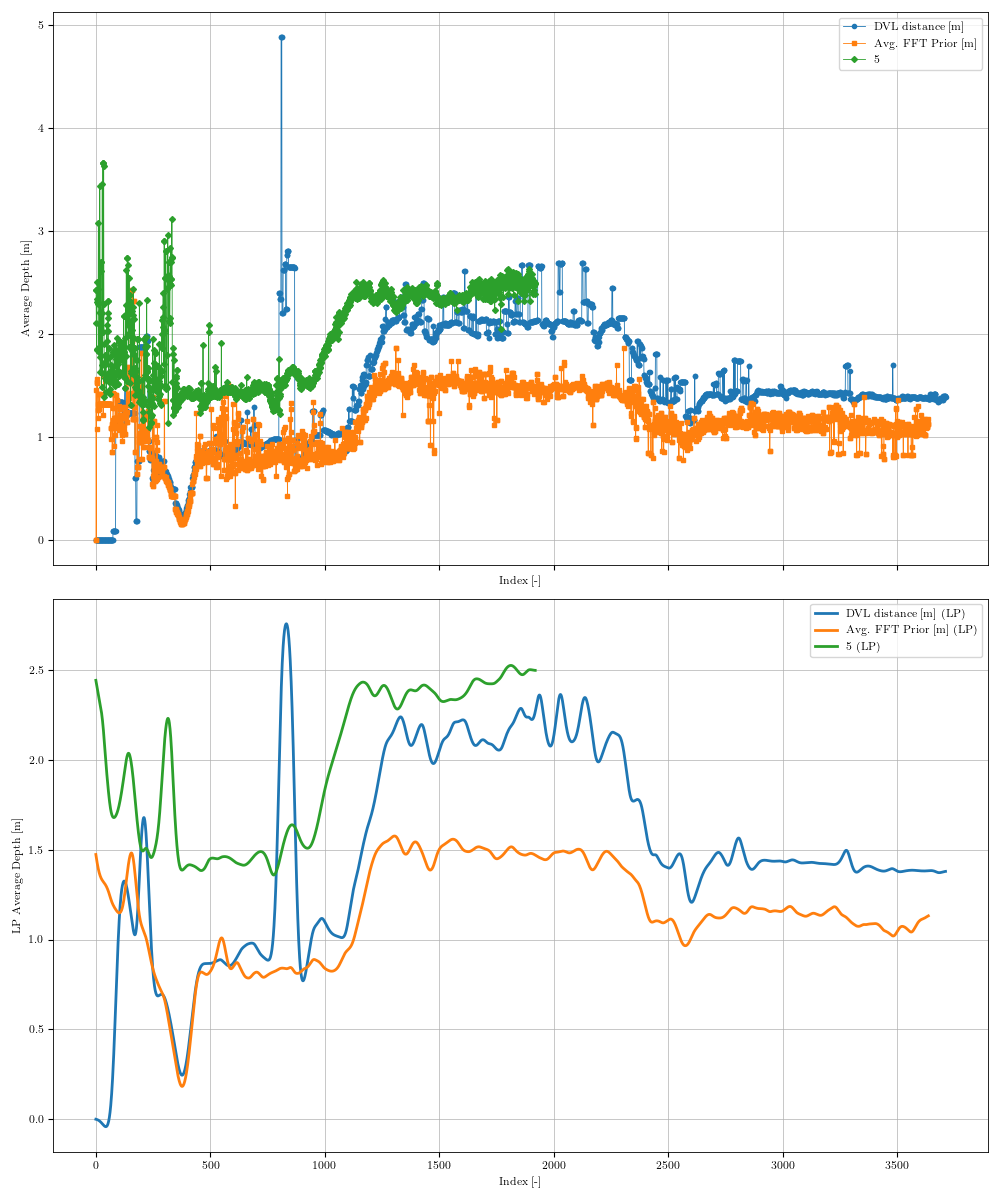 5
4
3
2
1
0
Average Depth [m]
DVL distance [m]
Avg. FFT Prior [m]
5
Index [-]
2.5
2.0
1.5
1.0
0.5
0.0
LP Average Depth [m]
DVL distance [m] (LP)
Avg. FFT Prior [m] (LP)
5 (LP)
0 500 1000 1500 2000 2500 3000 3500
Index [-]